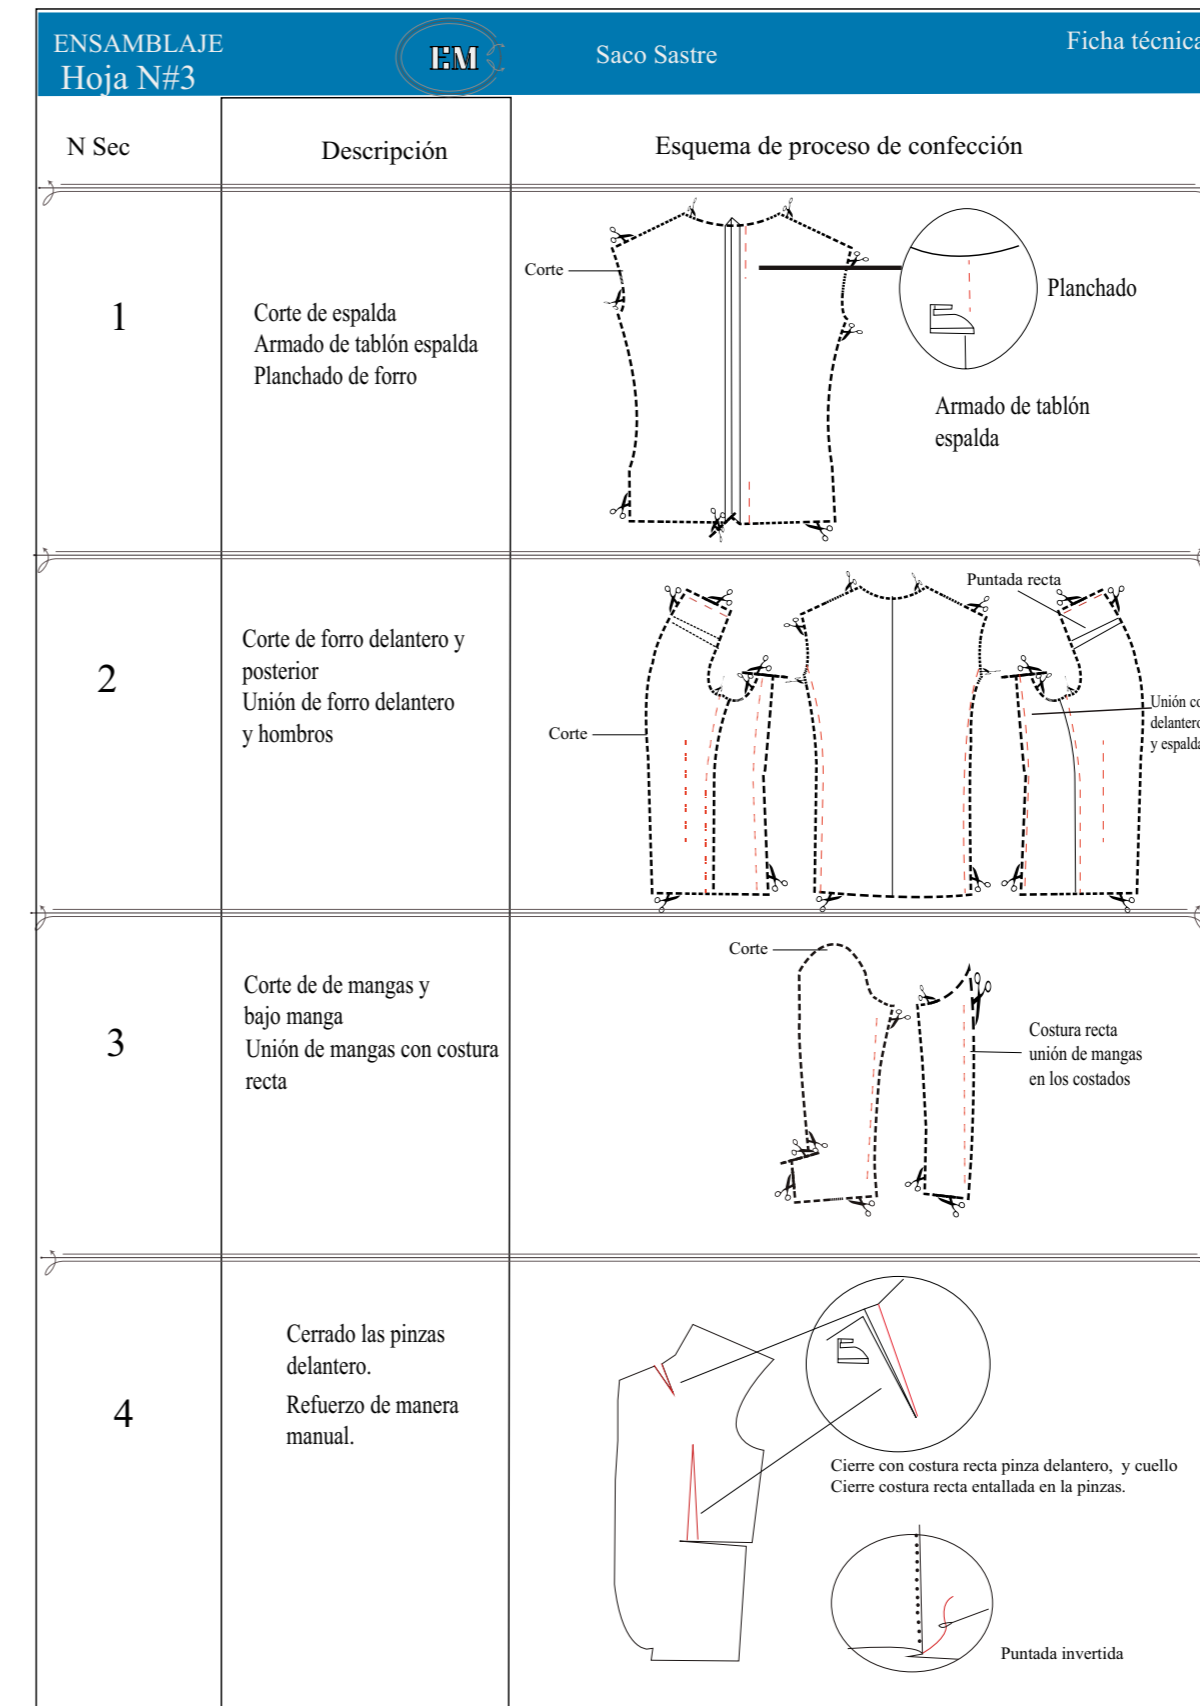 ENSAMBLAJE
Hoja N#3
EM
Saco Sastre
Ficha técnica
N Sec
Descripción
Esquema de proceso de confección
1
Corte de espalda
Armado de tablón espalda
Planchado de forro
Corte
Planchado
Armado de tablón
espalda
2
Corte de forro delantero y
posterior
Unión de forro delantero
y hombros
Puntada recta
Corte
Unión co
delantero
y espalda
3
Corte de de mangas y
bajo manga
Unión de mangas con costura
recta
Corte
Costura recta
unión de mangas
en los costados
4
Cerrado las pinzas
delantero.
Refuerzo de manera
manual.
Cierre con costura recta pinza delantero, y cuello
Cierre costura recta entallada en la pinzas.
Puntada invertida